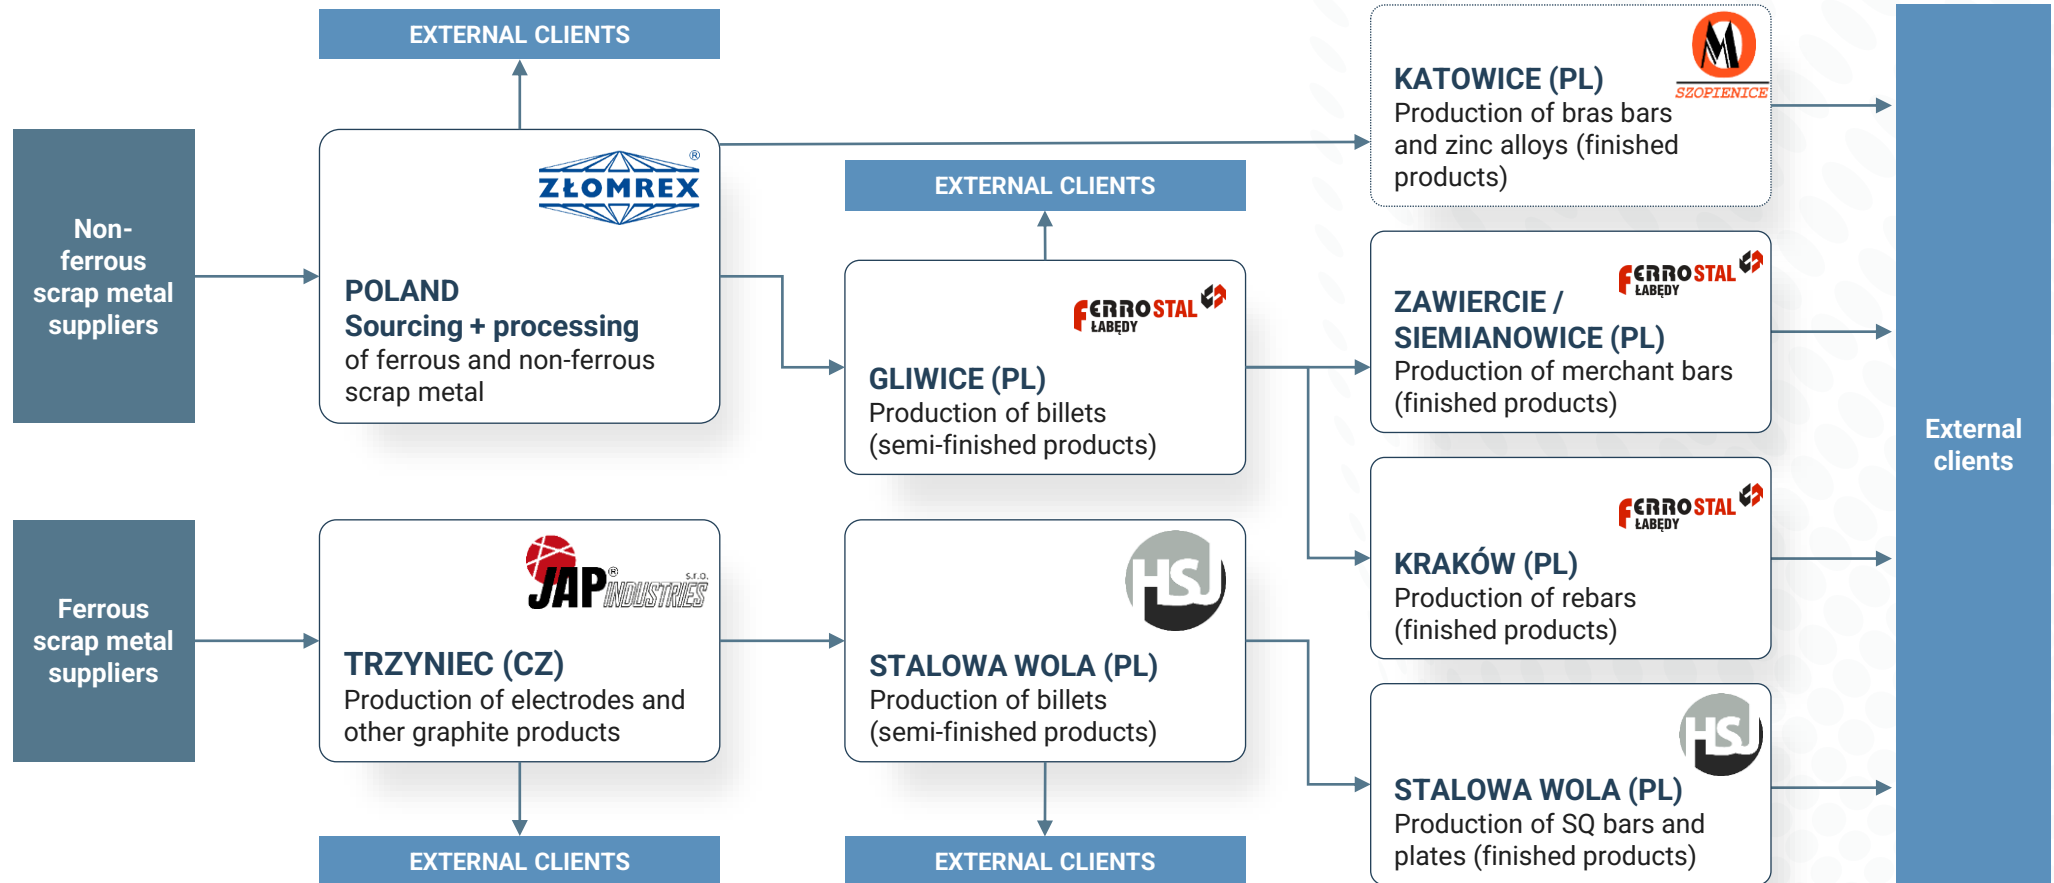 EXTERNAL CLIENTS
Non-
ferrous
scrap metal
suppliers
ZŁOMREX
®
POLAND
Sourcing + processing
of ferrous and non-ferrous
scrap metal
EXTERNAL CLIENTS
FERROSTAL
ŁABĘDY
GLIWICE (PL)
Production of billets
(semi-finished products)
SZOPIENICE
KATOWICE (PL)
Production of bras bars
and zinc alloys (finished
products)
FERROSTAL
ŁABĘDY
ZAWIERCIE /
SIEMIANOWICE (PL)
Production of merchant bars
(finished products)
FERROSTAL
ŁABĘDY
KRAKÓW (PL)
Production of rebars
(finished products)
External
clients
Ferrous
scrap metal
suppliers
JAP® INDUSTRIES s.r.o.
TRZYNIEC (CZ)
Production of electrodes and
other graphite products
EXTERNAL CLIENTS
HSJ
STALOWA WOLA (PL)
Production of billets
(semi-finished products)
EXTERNAL CLIENTS
HSJ
STALOWA WOLA (PL)
Production of SQ bars and
plates (finished products)